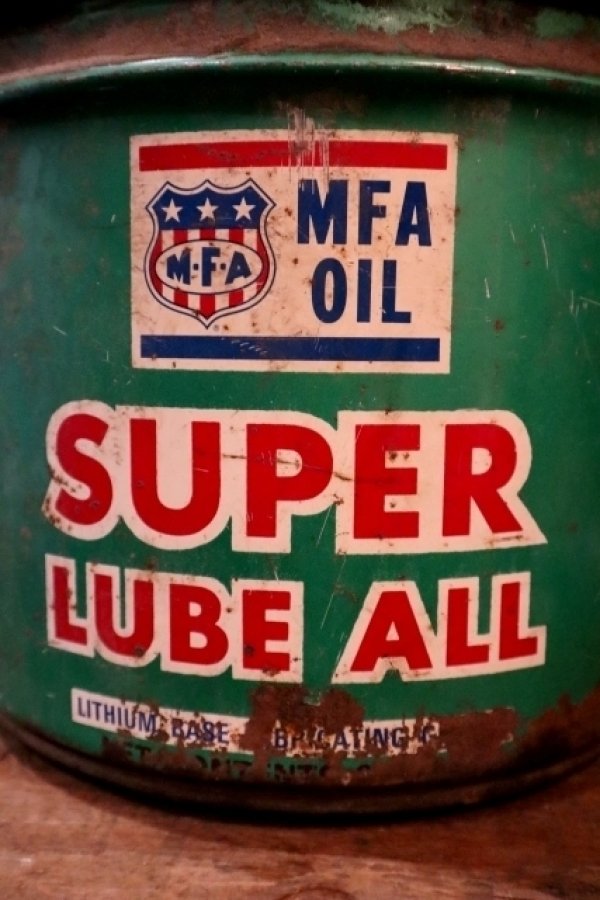 MFA
M·F·A
OIL
SUPER
LUBE ALL
LITHIUM BASE